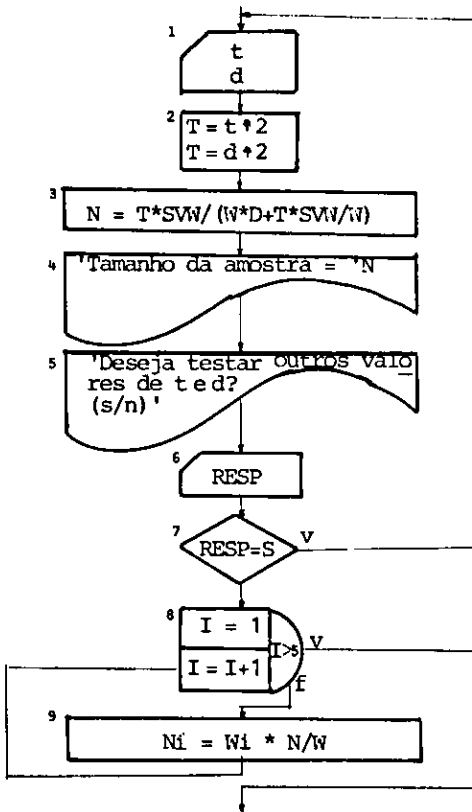 1
t
d
2
T = t↑2
T = d↑2
3
N = T*SVW/(W*D+T*SVW/W)
4
'Tamanho da amostra = 'N
5
'Deseja testar outros valo
res de t e d?
(s/n)'
6
RESP
7
RESP=S
V
8
I = 1
I = I+1
I>5
V
f
9
Ni = Wi * N/W